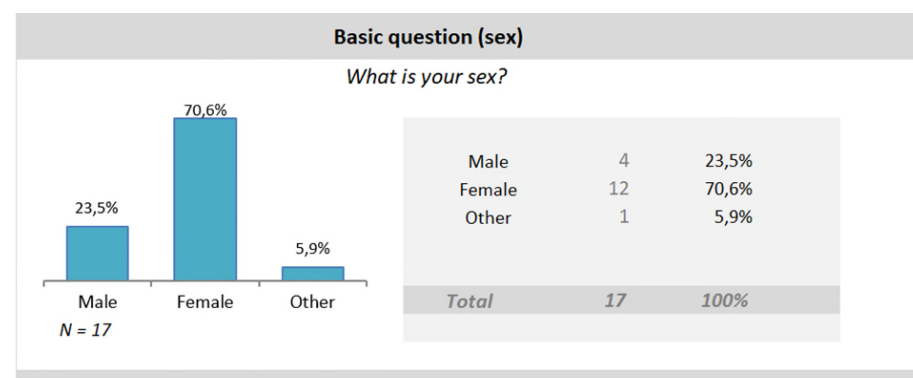 Basic question (sex)
What is your sex?
70,6%
23,5%
5,9%
Male Female Other
N = 17
Male 4 23,5%
Female 12 70,6%
Other 1 5,9%
Total 17 100%